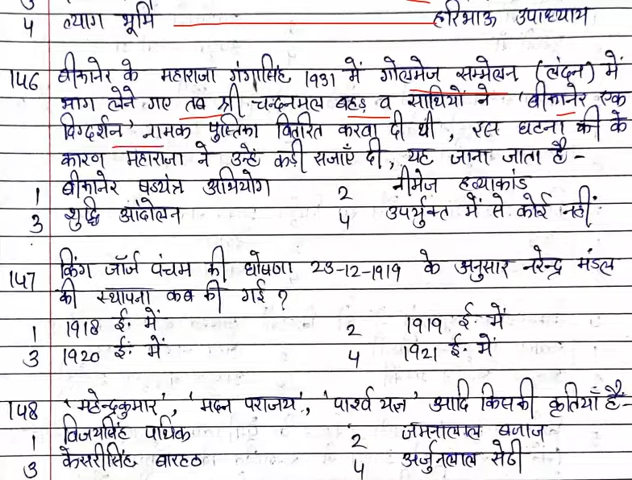 4 त्याग भूमि ——— हरिभाऊ उपाध्याय
146 बीकानेर के महाराजा गंगासिंह 1931 में गोलमेज सम्मेलन (लंदन) में
भाग लेने गए तब श्री चन्दनमल बहड़ व साथियों ने 'बीकानेर एक
दिग्दर्शन' नामक पुस्तिका वितरित करवा दी थी, इस घटना की के
कारण महाराजा ने उन्हें कड़ी सजाएँ दी, यह जाना जाता है -
1 बीकानेर षड्यंत्र अभियोग 2 नीमेज हत्याकांड
3 शुद्धि आंदोलन 4 उपर्युक्त में से कोई नहीं
147 किंग जॉर्ज पंचम की घोषणा 23-12-1919 के अनुसार नरेन्द्र मंडल
की स्थापना कब की गई ?
1 1918 ई. में 2 1919 ई. में
3 1920 ई. में 4 1921 ई. में
148 'महेन्द्रकुमार', 'मदन पराजय', 'पार्श्व यज्ञ' आदि किसकी कृतियाँ है-
1 विजयसिंह पथिक 2 जमनालाल बजाज
3 केसरीसिंह बारहठ 4 अर्जुनलाल सेठी